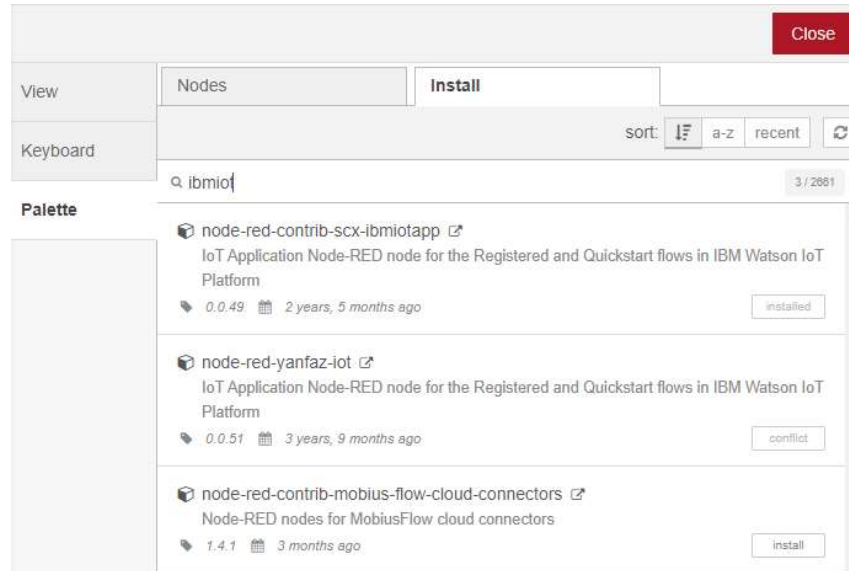 Close
View
Keyboard
Palette
Nodes
Install
sort: a-z recent
ibmiot
3 / 2661
node-red-contrib-scx-ibmiotapp
IoT Application Node-RED node for the Registered and Quickstart flows in IBM Watson IoT
Platform
0.0.49 2 years, 5 months ago
installed
node-red-yanfaz-iot
IoT Application Node-RED node for the Registered and Quickstart flows in IBM Watson IoT
Platform
0.0.51 3 years, 9 months ago
conflict
node-red-contrib-mobius-flow-cloud-connectors
Node-RED nodes for MobiusFlow cloud connectors
1.4.1 3 months ago
install